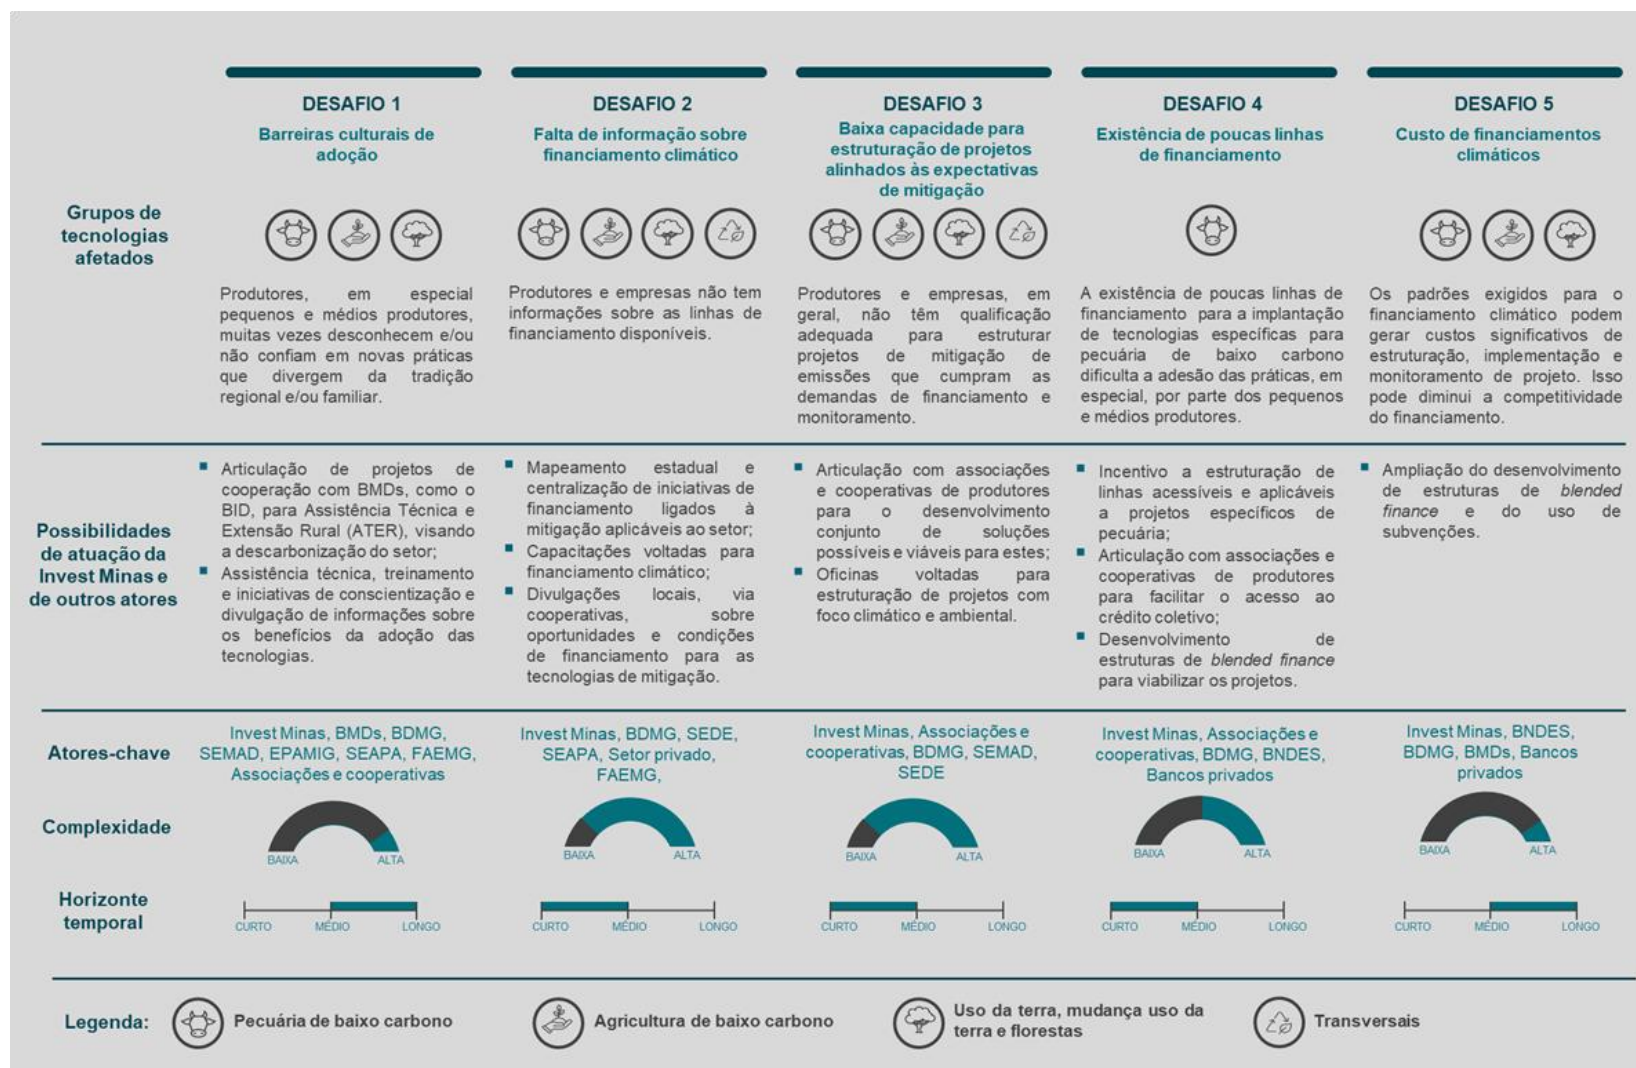 DESAFIO 1
Barreiras culturais de
adoção
DESAFIO 2
Falta de informação sobre
financiamento climático
DESAFIO 3
Baixa capacidade para
estruturação de projetos
alinhados às expectativas
de mitigação
DESAFIO 4
Existência de poucas linhas
de financiamento
DESAFIO 5
Custo de financiamentos
climáticos
Grupos de
tecnologias
afetados
Produtores, em especial
pequenos e médios produtores,
muitas vezes desconhecem e/ou
não confiam em novas práticas
que divergem da tradição
regional e/ou familiar.
Produtores e empresas não tem
informações sobre as linhas de
financiamento disponíveis.
Produtores e empresas, em
geral, não têm qualificação
adequada para estruturar
projetos de mitigação de
emissões que cumpram as
demandas de financiamento e
monitoramento.
A existência de poucas linhas de
financiamento para a implantação
de tecnologias específicas para
pecuária de baixo carbono
dificulta a adesão das práticas, em
especial, por parte dos pequenos
e médios produtores.
Os padrões exigidos para o
financiamento climático podem
gerar custos significativos de
estruturação, implementação e
monitoramento de projeto. Isso
pode diminui a competitividade
do financiamento.
Possibilidades
de atuação da
Invest Minas e
de outros atores
Articulação de projetos de
cooperação com BMDs, como o
BID, para Assistência Técnica e
Extensão Rural (ATER), visando
a descarbonização do setor;
Assistência técnica, treinamento
e iniciativas de conscientização e
divulgação de informações sobre
os benefícios da adoção das
tecnologias.
Mapeamento estadual e
centralização de iniciativas de
financiamento ligados à
mitigação aplicáveis ao setor;
Capacitações voltadas para
financiamento climático;
Divulgações locais, via
cooperativas, sobre
oportunidades e condições
de financiamento para as
tecnologias de mitigação.
Articulação com associações
e cooperativas de produtores
para o desenvolvimento
conjunto de soluções
possíveis e viáveis para estes;
Oficinas voltadas para
estruturação de projetos com
foco climático e ambiental.
Incentivo a estruturação de
linhas acessíveis e aplicáveis
a projetos específicos de
pecuária;
Articulação com associações e
cooperativas de produtores
para facilitar o acesso ao
crédito coletivo;
Desenvolvimento de
estruturas de blended finance
para viabilizar os projetos.
Ampliação do desenvolvimento
de estruturas de blended
finance e do uso de
subvenções.
Atores-chave
Invest Minas, BMDs, BDMG,
SEMAD, EPAMIG, SEAPA, FAEMG,
Associações e cooperativas
Invest Minas, BDMG, SEDE,
SEAPA, Setor privado,
FAEMG,
Invest Minas, Associações e
cooperativas, BDMG, SEMAD,
SEDE
Invest Minas, Associações e
cooperativas, BDMG, BNDES,
Bancos privados
Invest Minas, BNDES,
BDMG, BMDs, Bancos
privados
Complexidade
BAIXA ALTA
BAIXA ALTA
BAIXA ALTA
BAIXA ALTA
BAIXA ALTA
Horizonte
temporal
CURTO MÉDIO LONGO
CURTO MÉDIO LONGO
CURTO MÉDIO LONGO
CURTO MÉDIO LONGO
CURTO MÉDIO LONGO
Legenda:
Pecuária de baixo carbono
Agricultura de baixo carbono
Uso da terra, mudança uso da
terra e florestas
Transversais